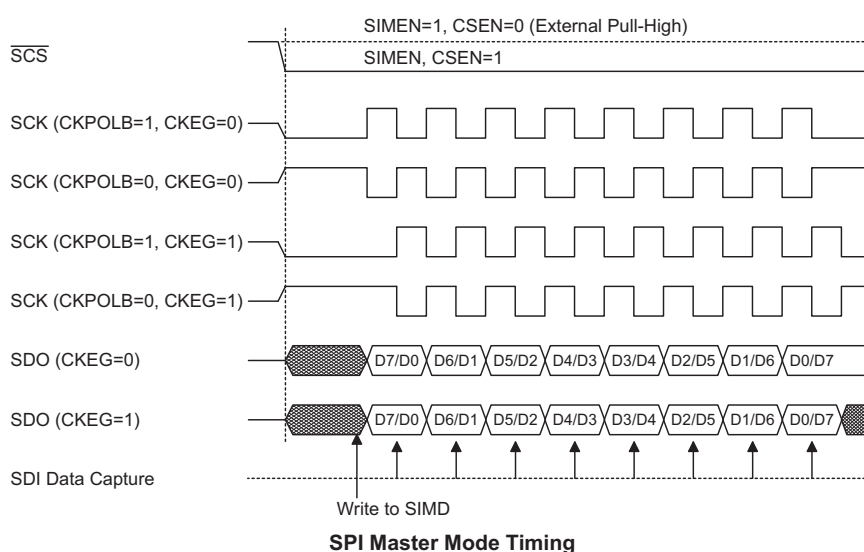 SIMEN=1, CSEN=0 (External Pull-High)
SCS
SIMEN, CSEN=1
SCK (CKPOLB=1, CKEG=0)
SCK (CKPOLB=0, CKEG=0)
SCK (CKPOLB=1, CKEG=1)
SCK (CKPOLB=0, CKEG=1)
SDO (CKEG=0) D7/D0 D6/D1 D5/D2 D4/D3 D3/D4 D2/D5 D1/D6 D0/D7
SDO (CKEG=1) D7/D0 D6/D1 D5/D2 D4/D3 D3/D4 D2/D5 D1/D6 D0/D7
SDI Data Capture
Write to SIMD
SPI Master Mode Timing